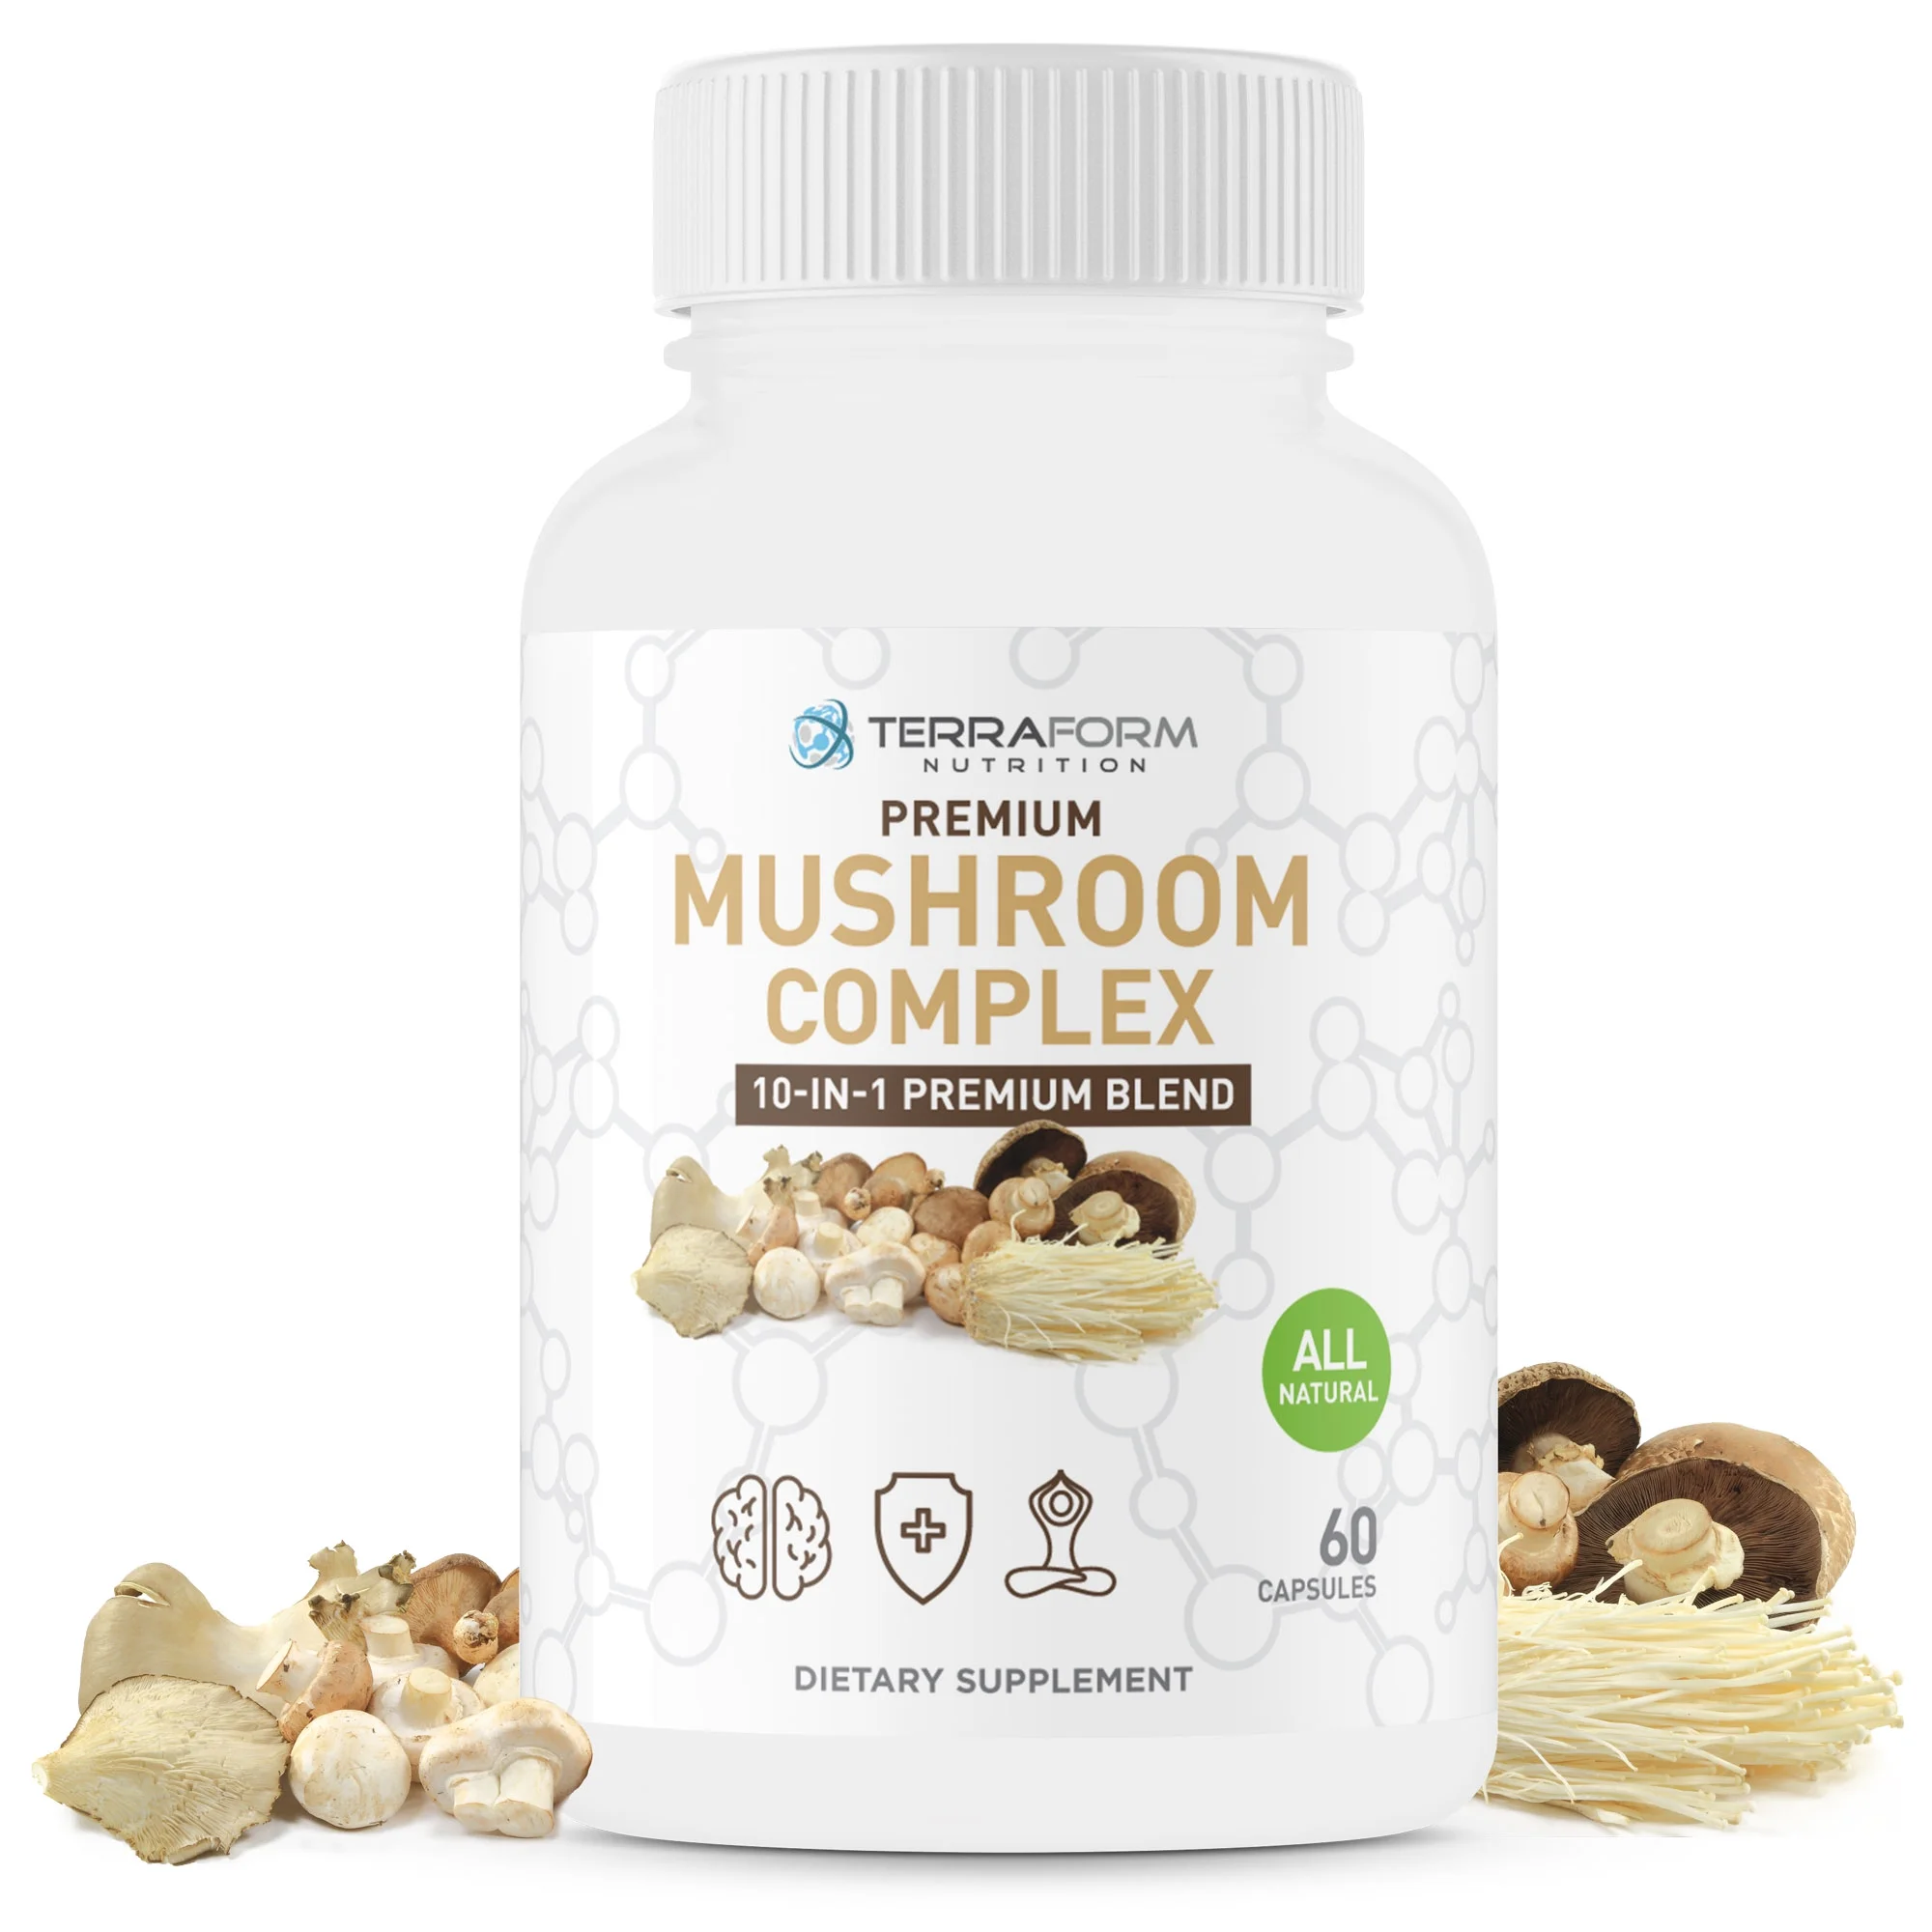 TERRAFORM
NUTRITION
PREMIUM
MUSHROOM
COMPLEX
10-IN-1 PREMIUM BLEND
ALL
NATURAL
60
CAPSULES
DIETARY SUPPLEMENT